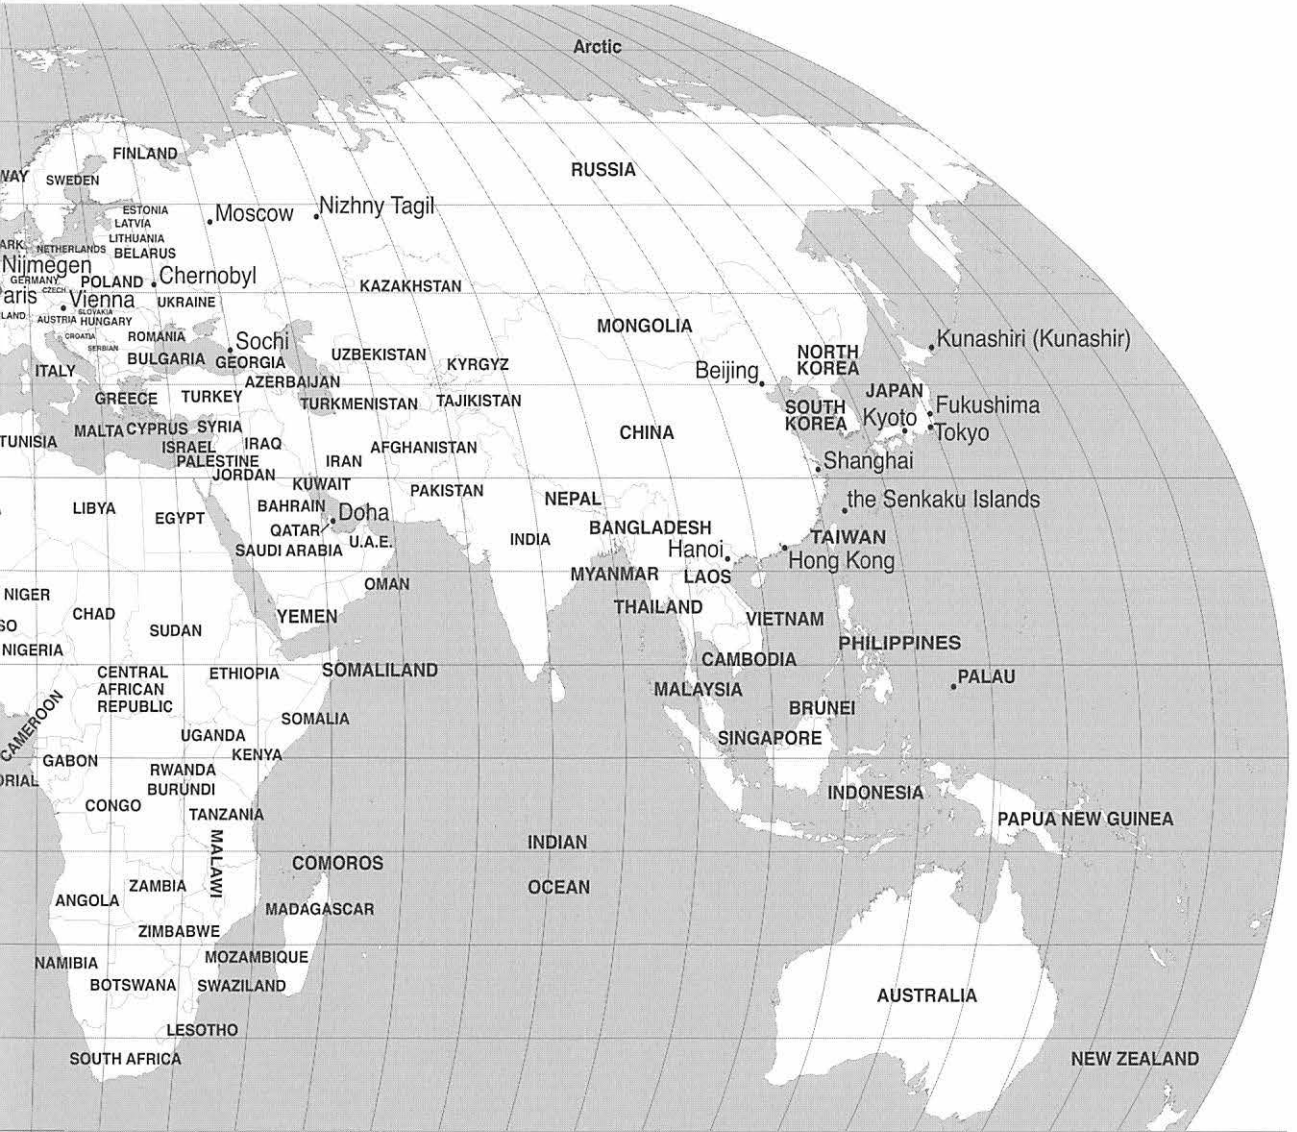 Arctic
FINLAND
RUSSIA
WAY
SWEDEN
Nizhny Tagil
ESTONIA
Moscow
LATVIA
LITHUANIA
ARK
NETHERLANDS
BELARUS
Nijmegen
Chernobyl
GERMANY
POLAND
CZECH
KAZAKHSTAN
aris
Vienna
UKRAINE
LAND
SLOVAKIA
AUSTRIA
HUNGARY
MONGOLIA
CROATIA
ROMANIA
Sochi
Kunashiri (Kunashir)
SERBIAN
BULGARIA
GEORGIA
UZBEKISTAN
KYRGYZ
NORTH
KOREA
ITALY
AZERBAIJAN
Beijing
JAPAN
GREECE
TURKEY
TURKMENISTAN
TAJIKISTAN
SOUTH
KOREA
Kyoto
Fukushima
MALTA
CYPRUS
SYRIA
CHINA
Tokyo
TUNISIA
ISRAEL
IRAQ
AFGHANISTAN
PALESTINE
IRAN
Shanghai
JORDAN
KUWAIT
PAKISTAN
NEPAL
the Senkaku Islands
LIBYA
EGYPT
BAHRAIN
Doha
BANGLADESH
QATAR
U.A.E.
INDIA
TAIWAN
SAUDI ARABIA
Hanoi
Hong Kong
OMAN
MYANMAR
LAOS
NIGER
CHAD
YEMEN
THAILAND
VIETNAM
SO
SUDAN
PHILIPPINES
NIGERIA
CENTRAL
AFRICAN
REPUBLIC
ETHIOPIA
SOMALILAND
CAMBODIA
PALAU
MALAYSIA
CAMEROON
SOMALIA
BRUNEI
UGANDA
SINGAPORE
KENYA
GABON
RWANDA
ORIAL
BURUNDI
INDONESIA
CONGO
TANZANIA
PAPUA NEW GUINEA
MALAWI
INDIAN
OCEAN
COMOROS
ZAMBIA
ANGOLA
MADAGASCAR
ZIMBABWE
NAMIBIA
MOZAMBIQUE
BOTSWANA
SWAZILAND
AUSTRALIA
LESOTHO
SOUTH AFRICA
NEW ZEALAND